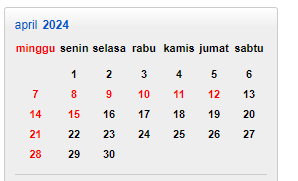 april 2024
minggu senin selasa rabu kamis jumat sabtu
1 2 3 4 5 6
7 8 9 10 11 12 13
14 15 16 17 18 19 20
21 22 23 24 25 26 27
28 29 30